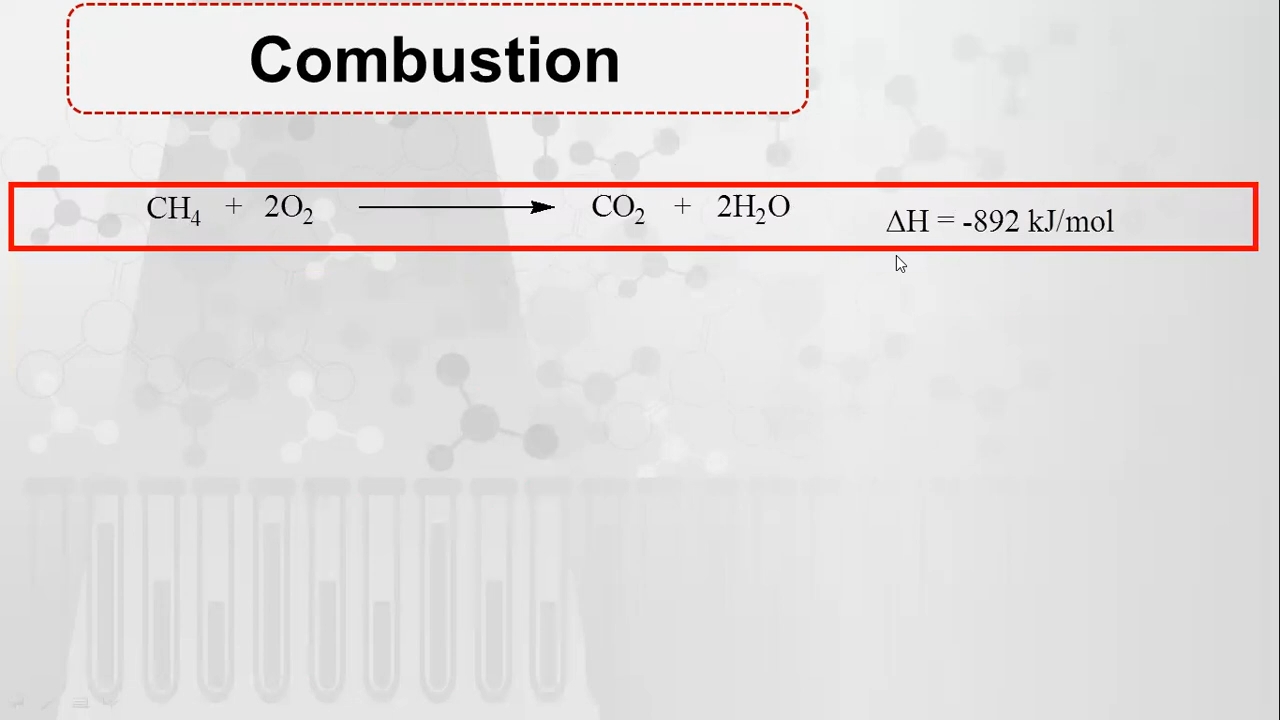 Combustion
CH₄ + 2O₂ ⟶ CO₂ + 2H₂O ΔH = -892 kJ/mol